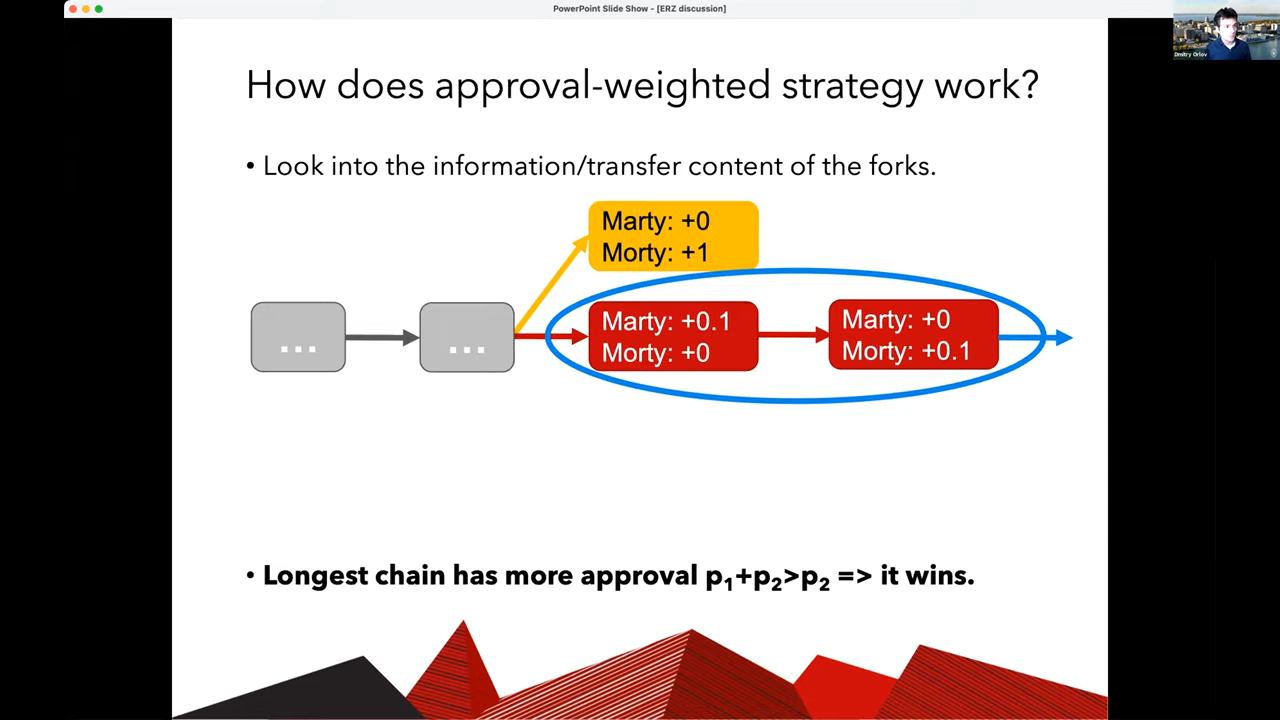 PowerPoint Slide Show - [ERZ discussion]
Dmitry Orlov
How does approval-weighted strategy work?
• Look into the information/transfer content of the forks.
Marty: +0
Morty: +1
...
...
Marty: +0.1
Morty: +0
Marty: +0
Morty: +0.1
• Longest chain has more approval p₁+p₂>p₂ => it wins.